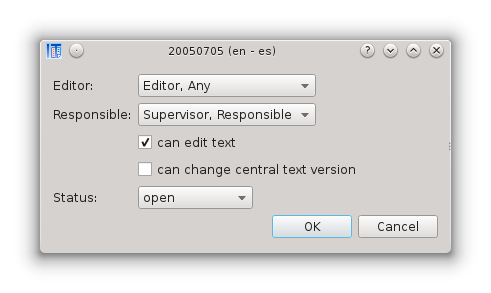 20050705 (en - es)
Editor: Editor, Any
Responsible: Supervisor, Responsible
can edit text
can change central text version
Status: open
OK Cancel